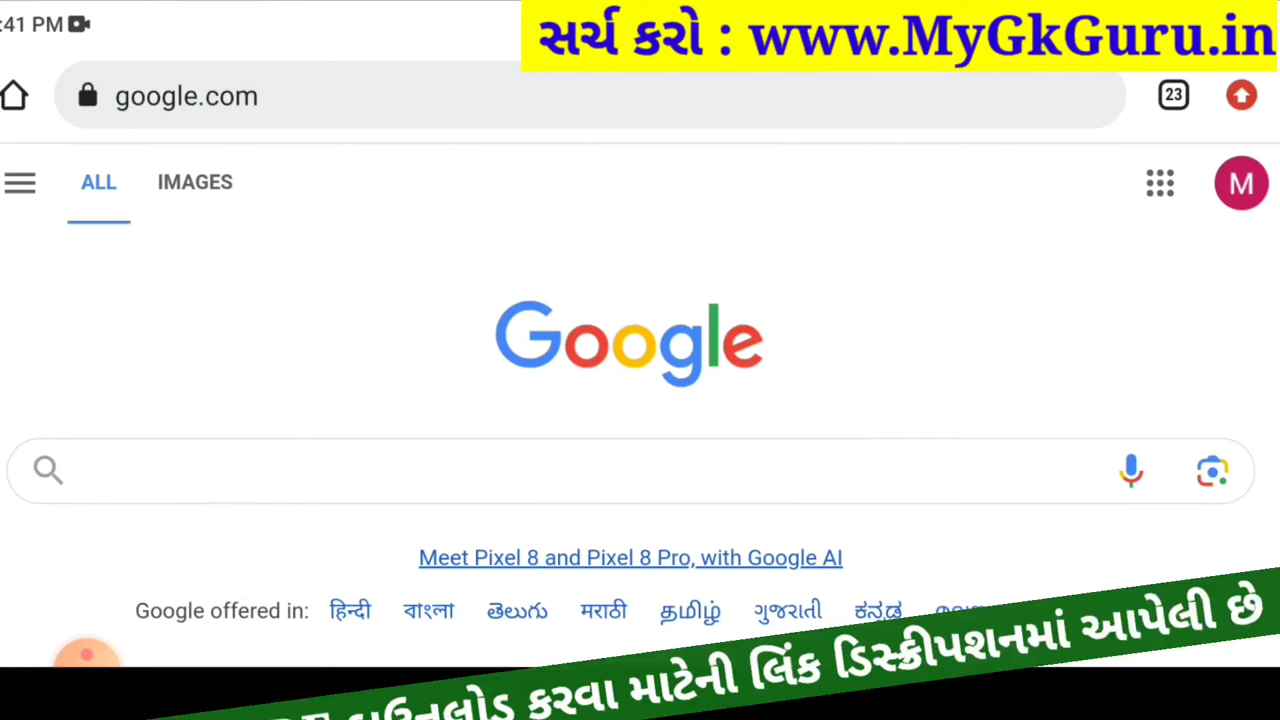 :41 PM
સર્ચ કરો : www.MyGkGuru.in
google.com
23
ALL IMAGES
M
Google
Meet Pixel 8 and Pixel 8 Pro, with Google AI
Google offered in: हिन्दी বাংলা తెలుగు मराठी தமிழ் ગુજરાતી ಕನ್ನಡ
ડાઉનલોડ કરવા માટેની લિંક ડિસ્ક્રીપશનમાં આપેલી છે